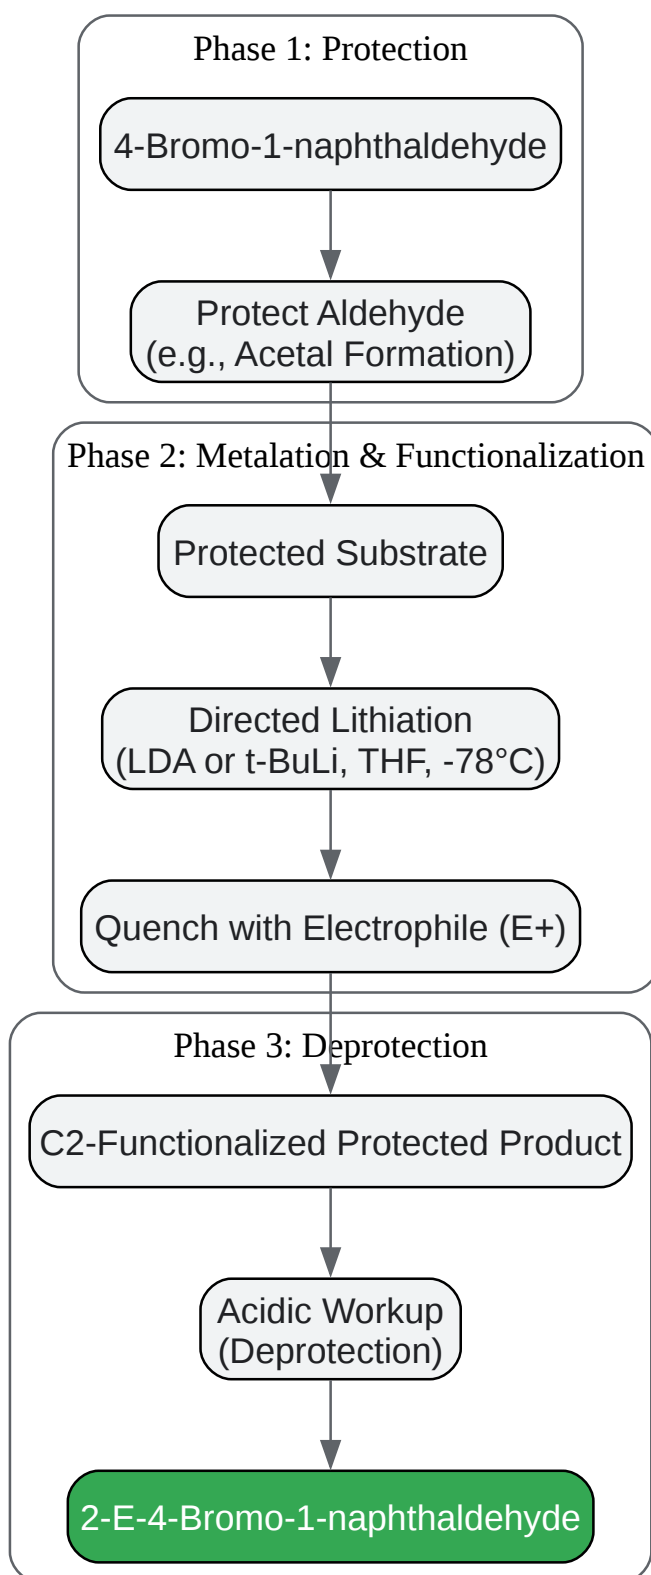 Phase 1: Protection
4-Bromo-1-naphthaldehyde
Protect Aldehyde
(e.g., Acetal Formation)
Phase 2: Metalation & Functionalization
Protected Substrate
Directed Lithiation
(LDA or t-BuLi, THF, -78°C)
Quench with Electrophile (E+)
Phase 3: Deprotection
C2-Functionalized Protected Product
Acidic Workup
(Deprotection)
2-E-4-Bromo-1-naphthaldehyde